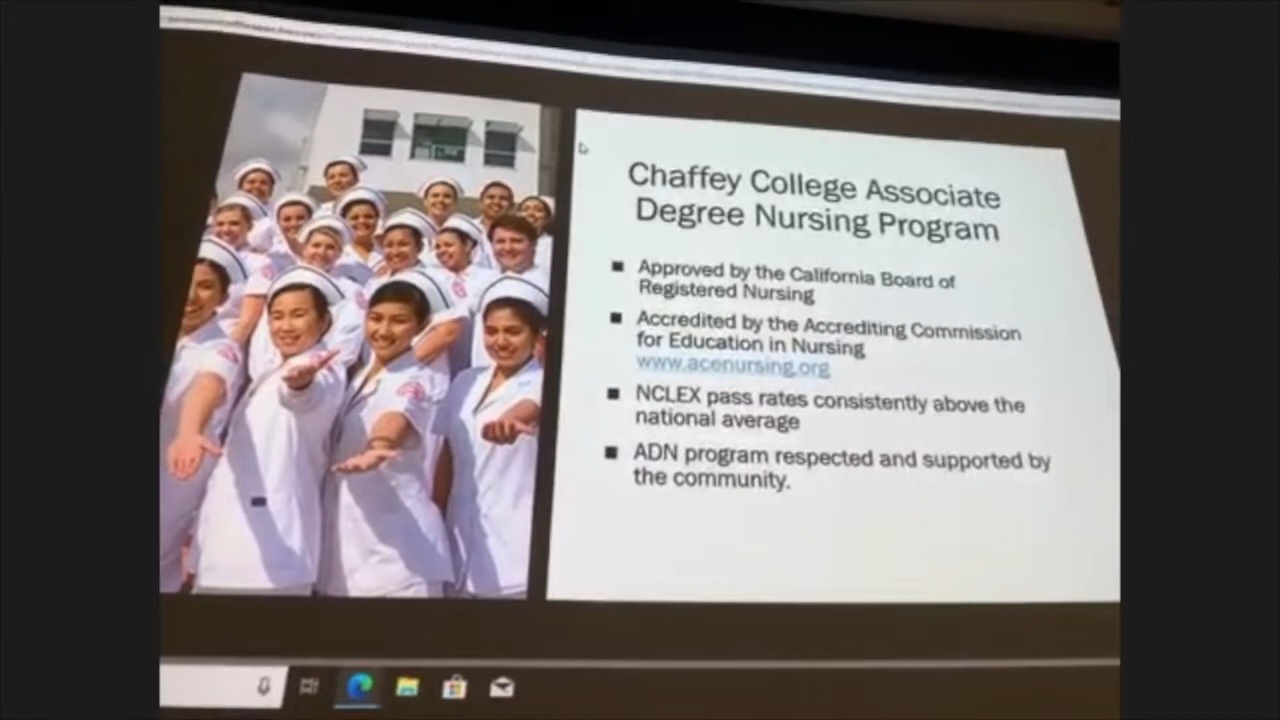 Chaffey College Associate
Degree Nursing Program
■ Approved by the California Board of
Registered Nursing
■ Accredited by the Accrediting Commission
for Education in Nursing
www.acenursing.org
■ NCLEX pass rates consistently above the
national average
■ ADN program respected and supported by
the community.